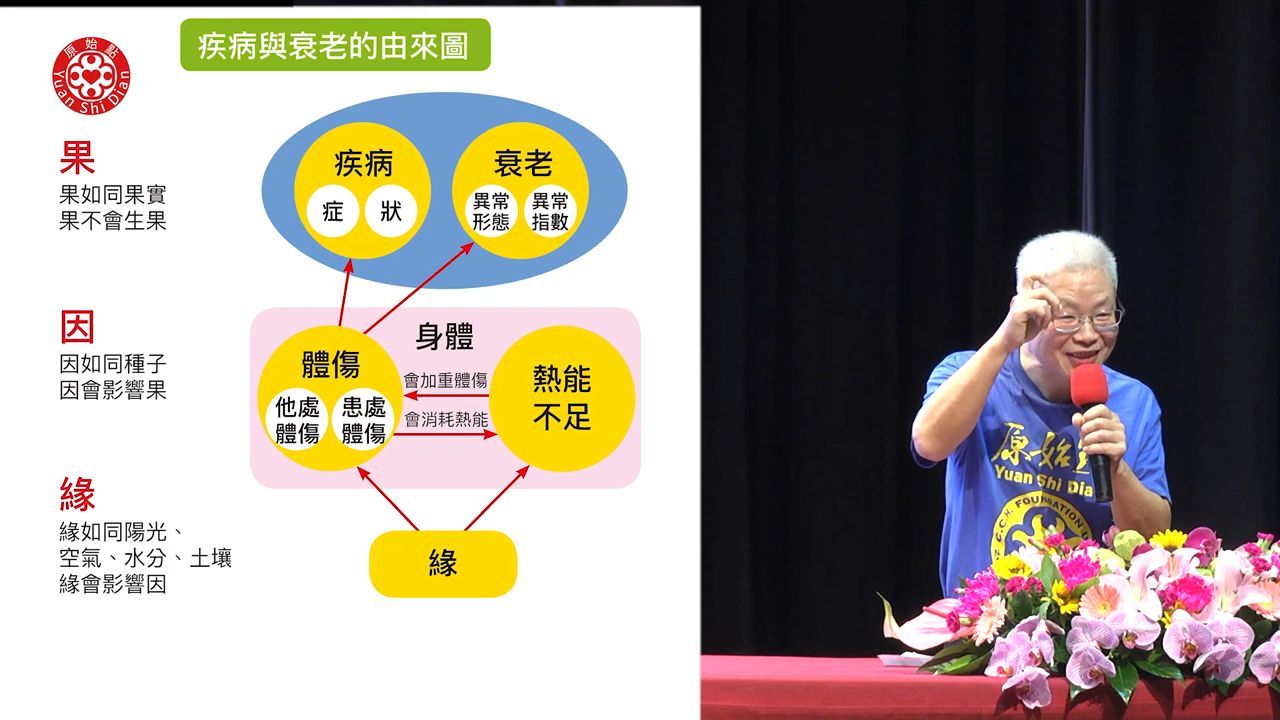 疾病與衰老的由來圖
原始點
Yuan Shi Dian
果
果如同果實
果不會生果
疾病
症
狀
衰老
異常
形態
異常
指數
因
因如同種子
因會影響果
身體
體傷
他處
體傷
患處
體傷
會加重體傷
會消耗熱能
熱能
不足
緣
緣如同陽光、
空氣、水分、土壤
緣會影響因
緣
原始
Yuan Shi Dia
C.C.H. FOUNDATION